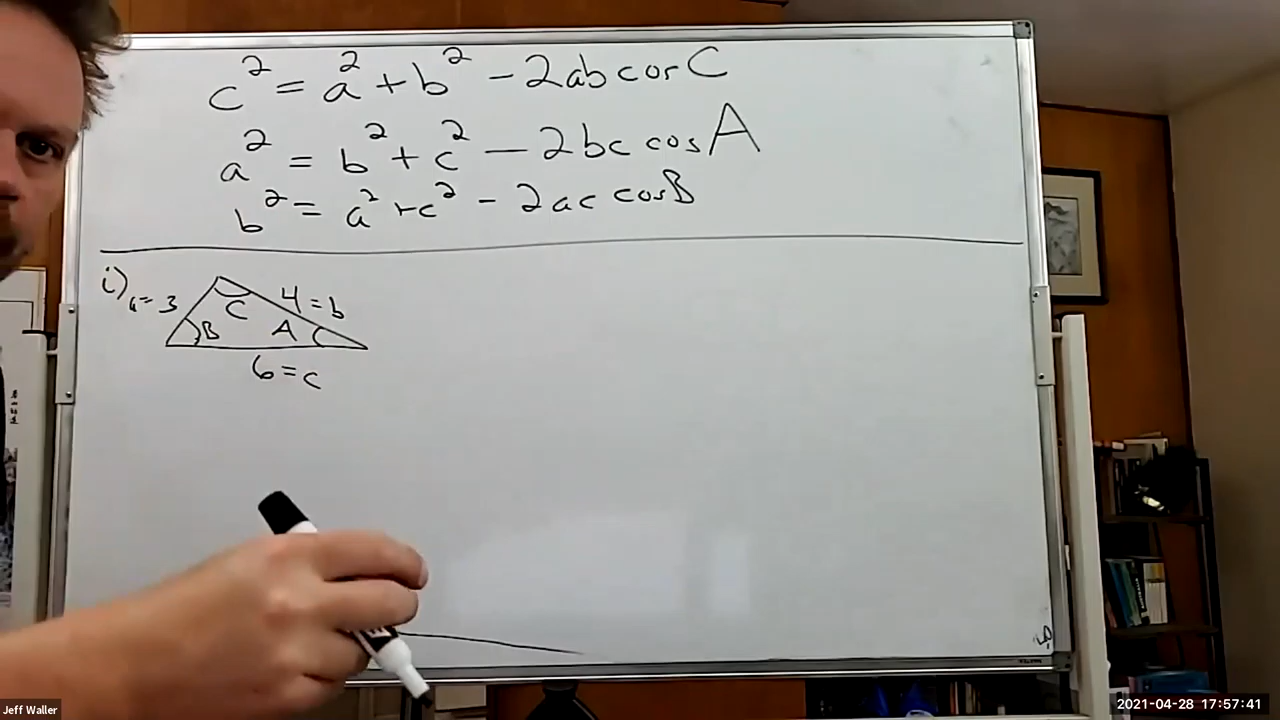 c² = a² + b² - 2ab cos C
a² = b² + c² - 2bc cos A
b² = a² + c² - 2ac cos B
i)
a = 3
4 = b
C
B
A
6 = c
Jeff Waller
2021-04-28 17:57:41